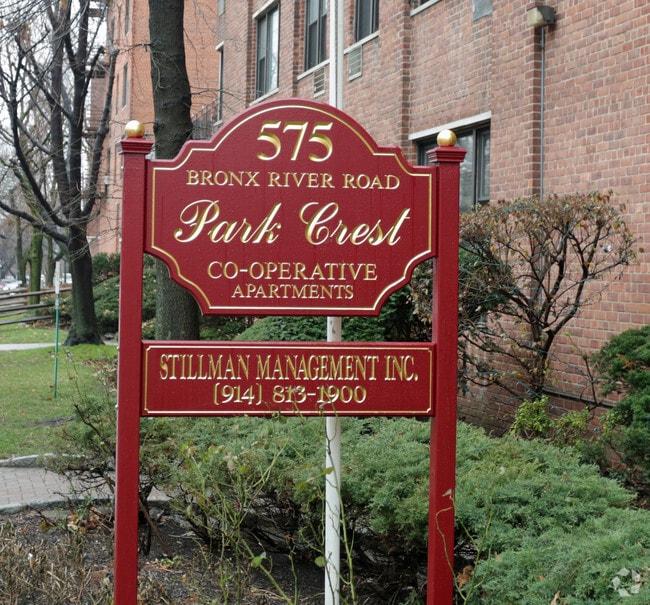 575
BRONX RIVER ROAD
Park Crest
CO-OPERATIVE
APARTMENTS
STILLMAN MANAGEMENT INC.
(914) 813-1900